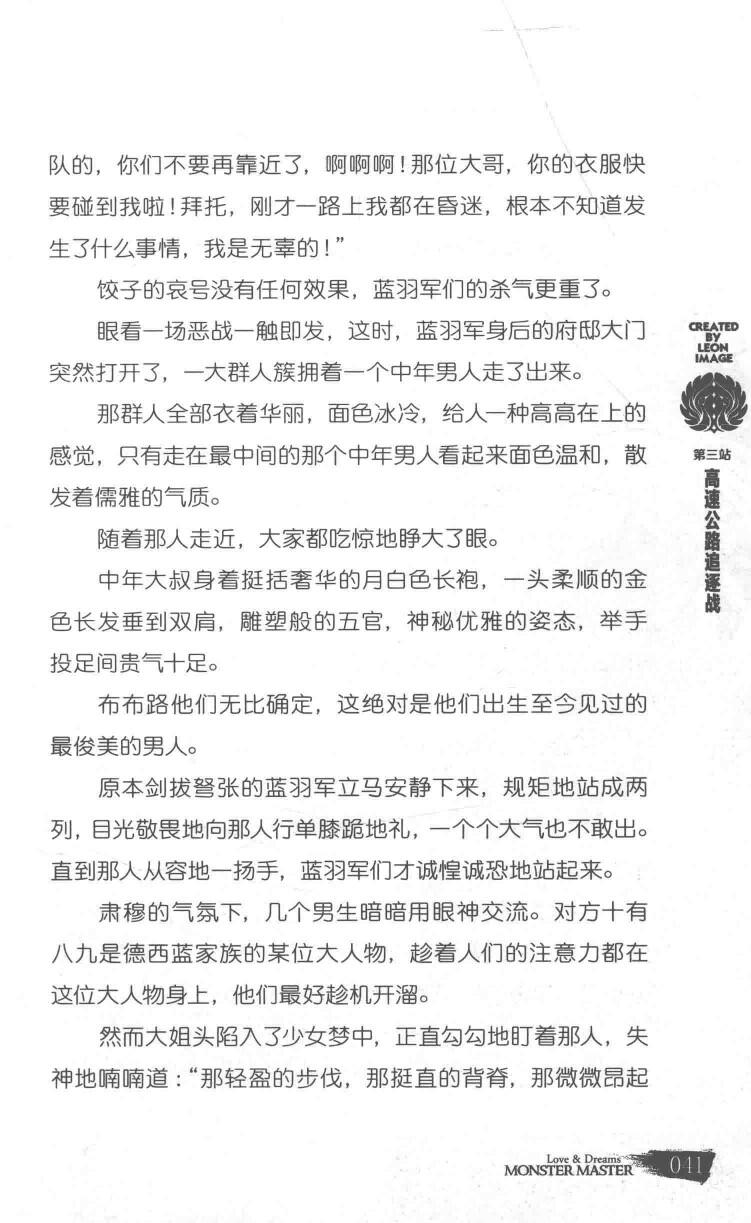 队的，你们不要再靠近了，啊啊啊！那位大哥，你的衣服快
要碰到我啦！拜托，刚才一路上我都在昏迷，根本不知道发
生了什么事情，我是无辜的！”
饺子的哀号没有任何效果，蓝羽军们的杀气更重了。
眼看一场恶战一触即发，这时，蓝羽军身后的府邸大门
突然打开了，一大群人簇拥着一个中年男人走了出来。
那群人全部衣着华丽，面色冰冷，给人一种高高在上的
感觉，只有走在最中间的那个中年男人看起来面色温和，散
发着儒雅的气质。
随着那人走近，大家都吃惊地睁大了眼。
中年大叔身着挺括奢华的月白色长袍，一头柔顺的金
色长发垂到双肩，雕塑般的五官，神秘优雅的姿态，举手
投足间贵气十足。
布布路他们无比确定，这绝对是他们出生至今见过的
最俊美的男人。
原本剑拔弩张的蓝羽军立马安静下来，规矩地站成两
列，目光敬畏地向那人行单膝跪地礼，一个个大气也不敢出。
直到那人从容地一扬手，蓝羽军们才诚惶诚恐地站起来。
肃穆的气氛下，几个男生暗暗用眼神交流。对方十有
八九是德西蓝家族的某位大人物，趁着人们的注意力都在
这位大人物身上，他们最好趁机开溜。
然而大姐头陷入了少女梦中，正直勾勾地盯着那人，失
神地喃喃道：“那轻盈的步伐，那挺直的背脊，那微微昂起
CREATED
BY
LEON
IMAGE
第三站
高速公路追逐战
Love & Dreams
MONSTER MASTER
041